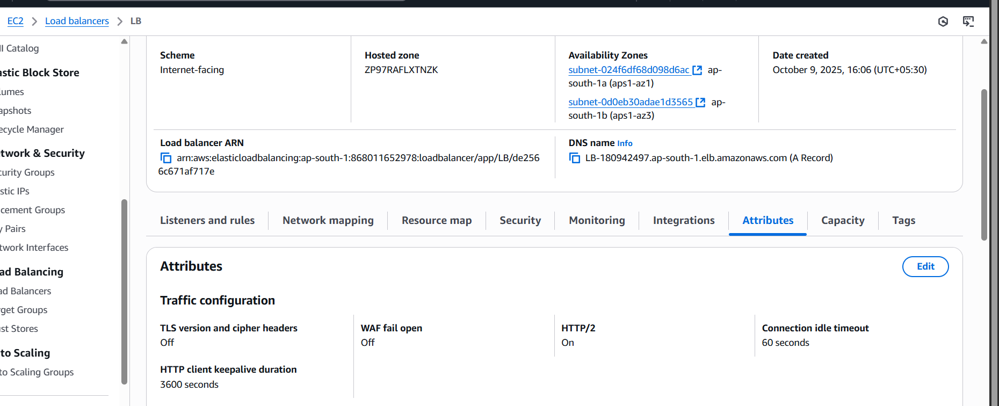 EC2 > Load balancers > LB
II Catalog
astic Block Store
lumes
apshots
ecycle Manager
twork & Security
curity Groups
stic IPs
cement Groups
y Pairs
twork Interfaces
ad Balancing
ad Balancers
rget Groups
st Stores
to Scaling
to Scaling Groups
Scheme
Internet-facing
Hosted zone
ZP97RAFLXTNZK
Availability Zones
subnet-024f6df68d098d6ac ap-
south-1a (aps1-az1)
subnet-0d0eb30adae1d3565 ap-
south-1b (aps1-az3)
Date created
October 9, 2025, 16:06 (UTC+05:30)
Load balancer ARN
arn:aws:elasticloadbalancing:ap-south-1:868011652978:loadbalancer/app/LB/de256
6c671af717e
DNS name Info
LB-180942497.ap-south-1.elb.amazonaws.com (A Record)
Listeners and rules
Network mapping
Resource map
Security
Monitoring
Integrations
Attributes
Capacity
Tags
Attributes
Edit
Traffic configuration
TLS version and cipher headers
Off
WAF fail open
Off
HTTP/2
On
Connection idle timeout
60 seconds
HTTP client keepalive duration
3600 seconds